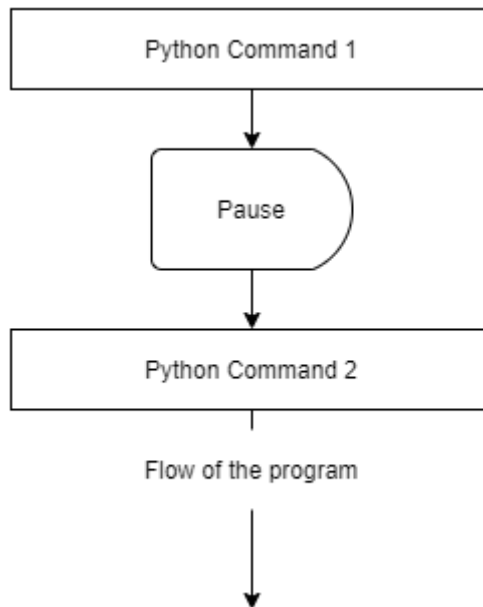 Python Command 1
Pause
Python Command 2
Flow of the program